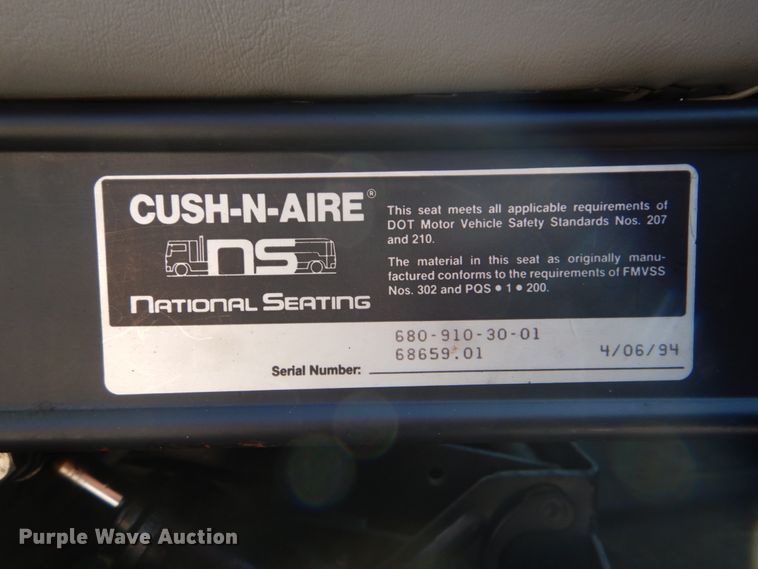 CUSH-N-AIRE®
ns
NATIONAL SEATING
This seat meets all applicable requirements of
DOT Motor Vehicle Safety Standards Nos. 207
and 210.
The material in this seat as originally manu-
factured conforms to the requirements of FMVSS
Nos. 302 and PQS • 1 • 200.
680-910-30-01
68659.01 4/06/94
Serial Number:
Purple Wave Auction